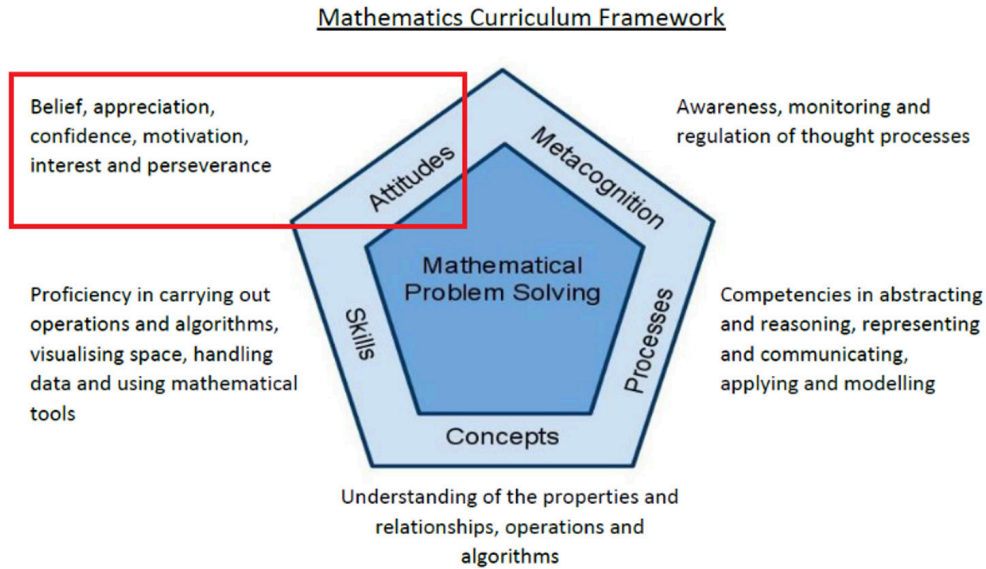 Mathematics Curriculum Framework
Belief, appreciation,
confidence, motivation,
interest and perseverance
Attitudes
Metacognition
Awareness, monitoring and
regulation of thought processes
Mathematical
Problem Solving
Proficiency in carrying out
operations and algorithms,
visualising space, handling
data and using mathematical
tools
Skills
Processes
Competencies in abstracting
and reasoning, representing
and communicating,
applying and modelling
Concepts
Understanding of the properties and
relationships, operations and
algorithms